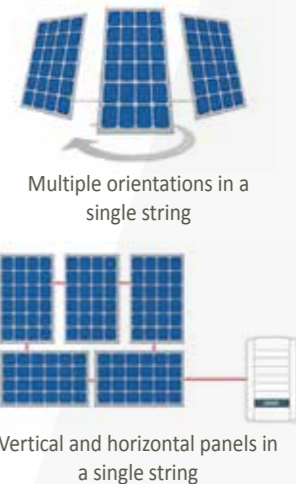 Multiple orientations in a
single string
Vertical and horizontal panels in
a single string